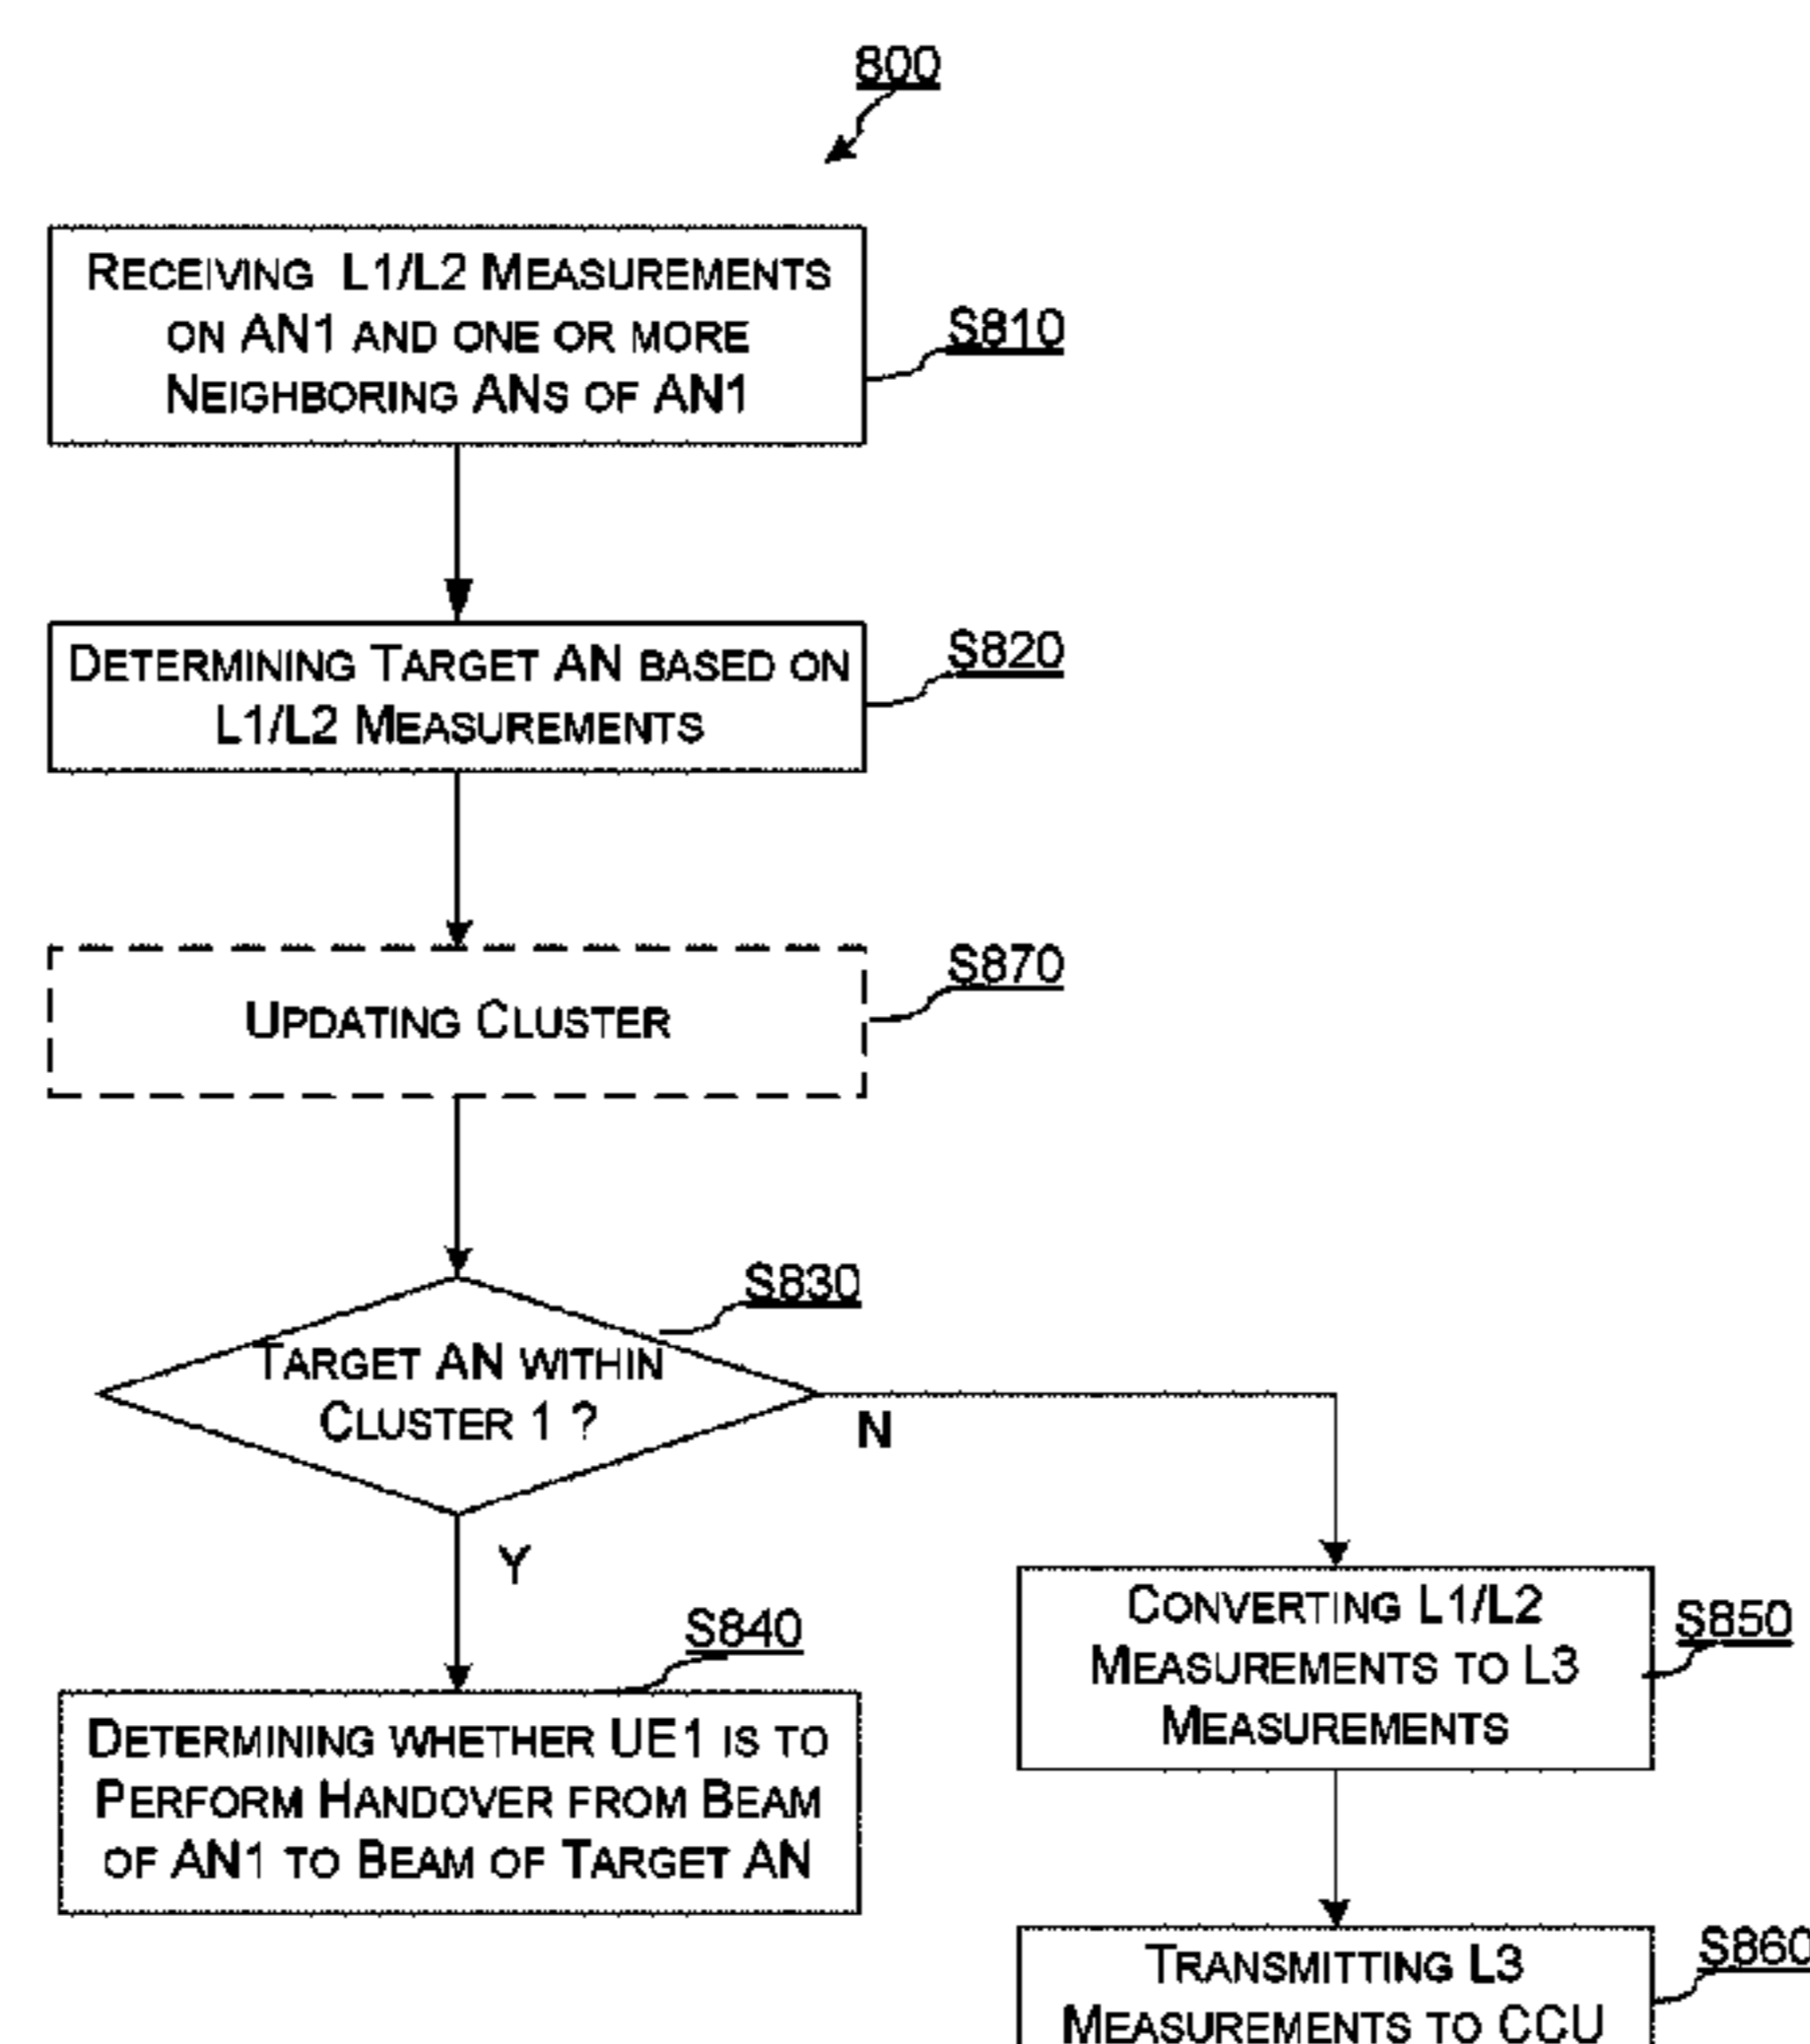 800
RECEIVING L1/L2 MEASUREMENTS
ON AN1 AND ONE OR MORE
NEIGHBORING ANS OF AN1
S810
DETERMINING TARGET AN BASED ON
L1/L2 MEASUREMENTS
S820
UPDATING CLUSTER
S870
TARGET AN WITHIN
CLUSTER 1 ?
S830
N
Y
DETERMINING WHETHER UE1 IS TO
PERFORM HANDOVER FROM BEAM
OF AN1 TO BEAM OF TARGET AN
S840
CONVERTING L1/L2
MEASUREMENTS TO L3
MEASUREMENTS
S850
TRANSMITTING L3
MEASUREMENTS TO CCU
S860